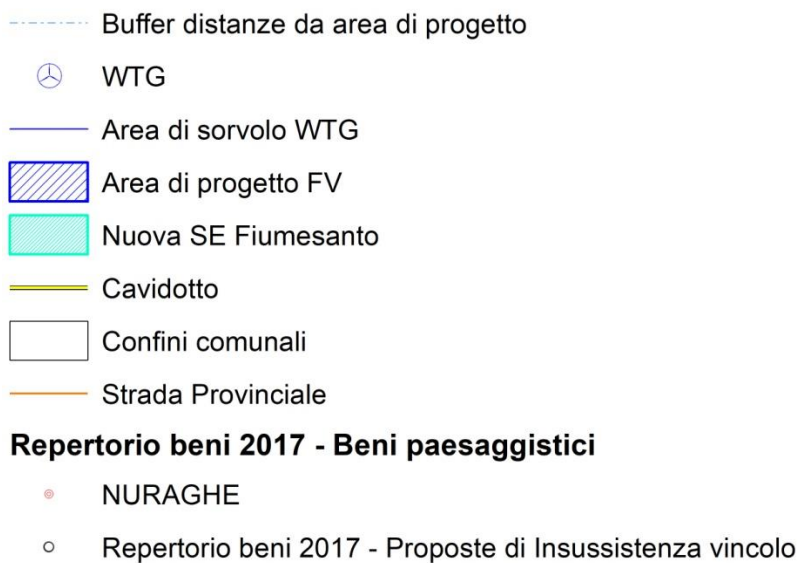 Buffer distanze da area di progetto
WTG
Area di sorvolo WTG
Area di progetto FV
Nuova SE Fiumesanto
Cavidotto
Confini comunali
Strada Provinciale
Repertorio beni 2017 - Beni paesaggistici
NURAGHE
Repertorio beni 2017 - Proposte di Insussistenza vincolo